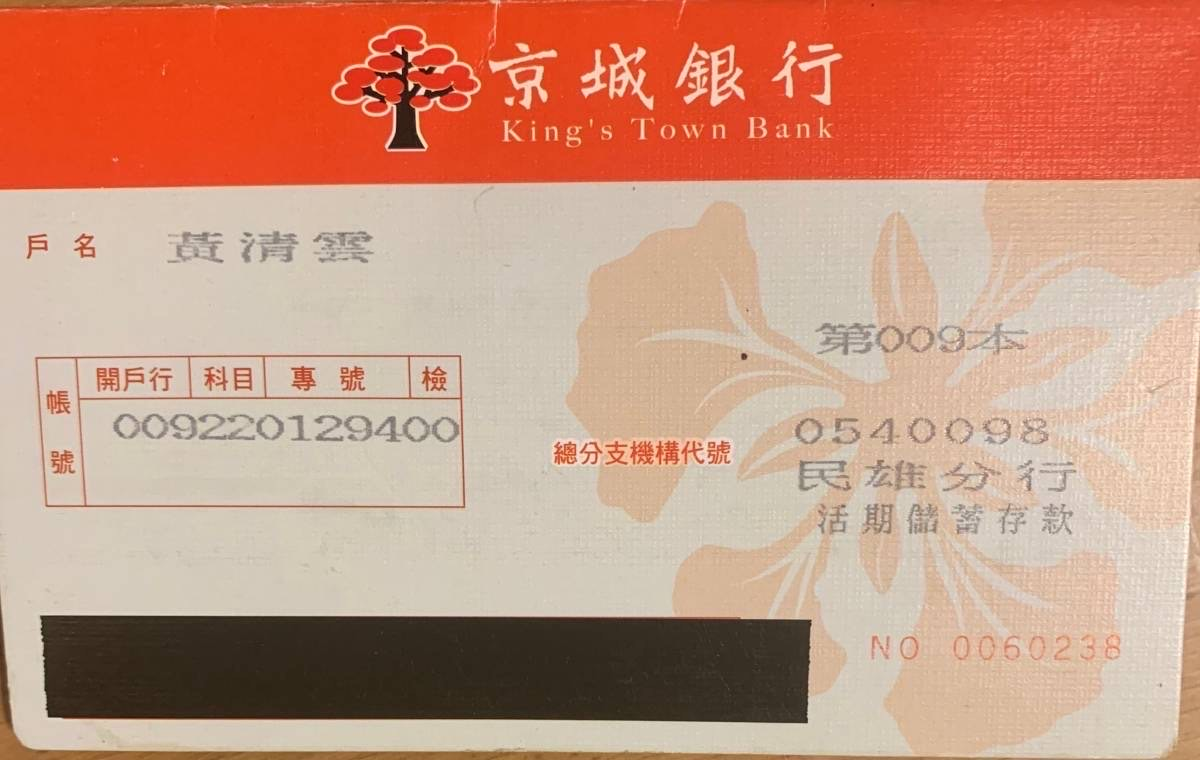 京城銀行
King's Town Bank
戶名 黃清雲
第009本
帳號
開戶行 科目 專號 檢
009220129400
總分支機構代號
0540098
民雄分行
活期儲蓄存款
NO 0060238